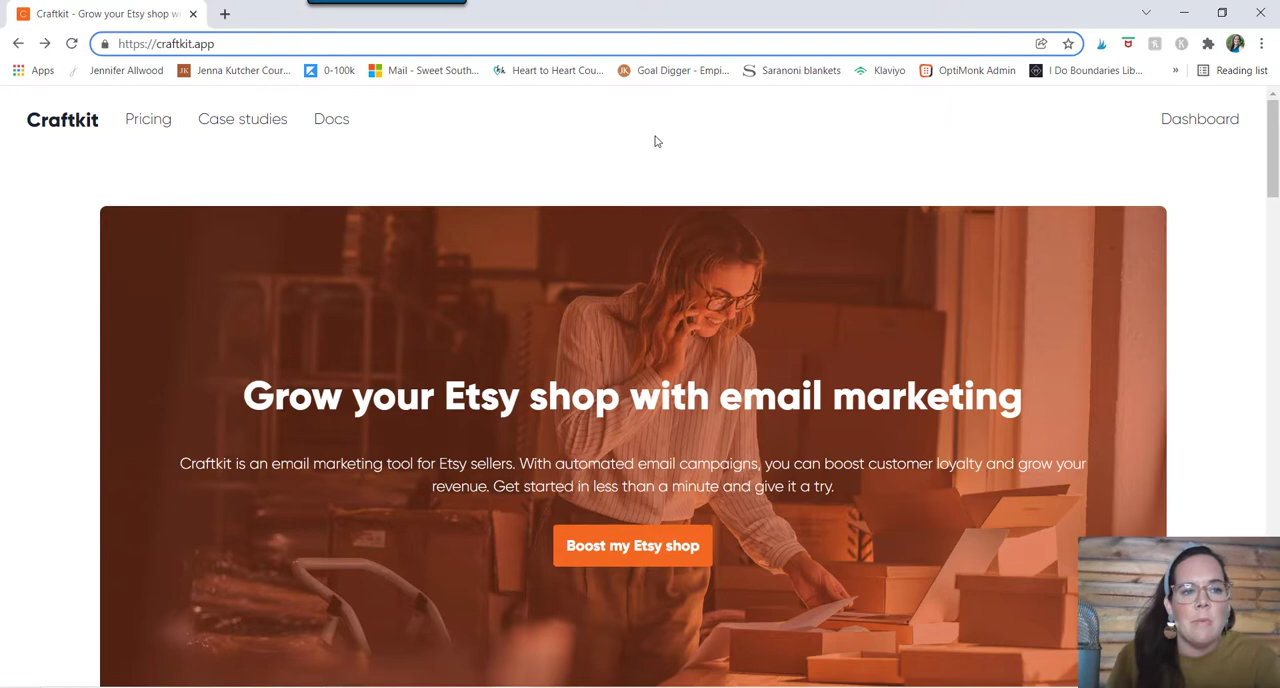 Craftkit - Grow your Etsy shop wi
https://craftkit.app
Apps
Jennifer Allwood
Jenna Kutcher Cour...
0-100k
Mail - Sweet South...
Heart to Heart Cou...
Goal Digger - Empi...
Saranoni blankets
Klaviyo
OptiMonk Admin
I Do Boundaries Lib...
»
Reading list
Craftkit
Pricing
Case studies
Docs
Dashboard
Grow your Etsy shop with email marketing
Craftkit is an email marketing tool for Etsy sellers. With automated email campaigns, you can boost customer loyalty and grow your
revenue. Get started in less than a minute and give it a try.
Boost my Etsy shop